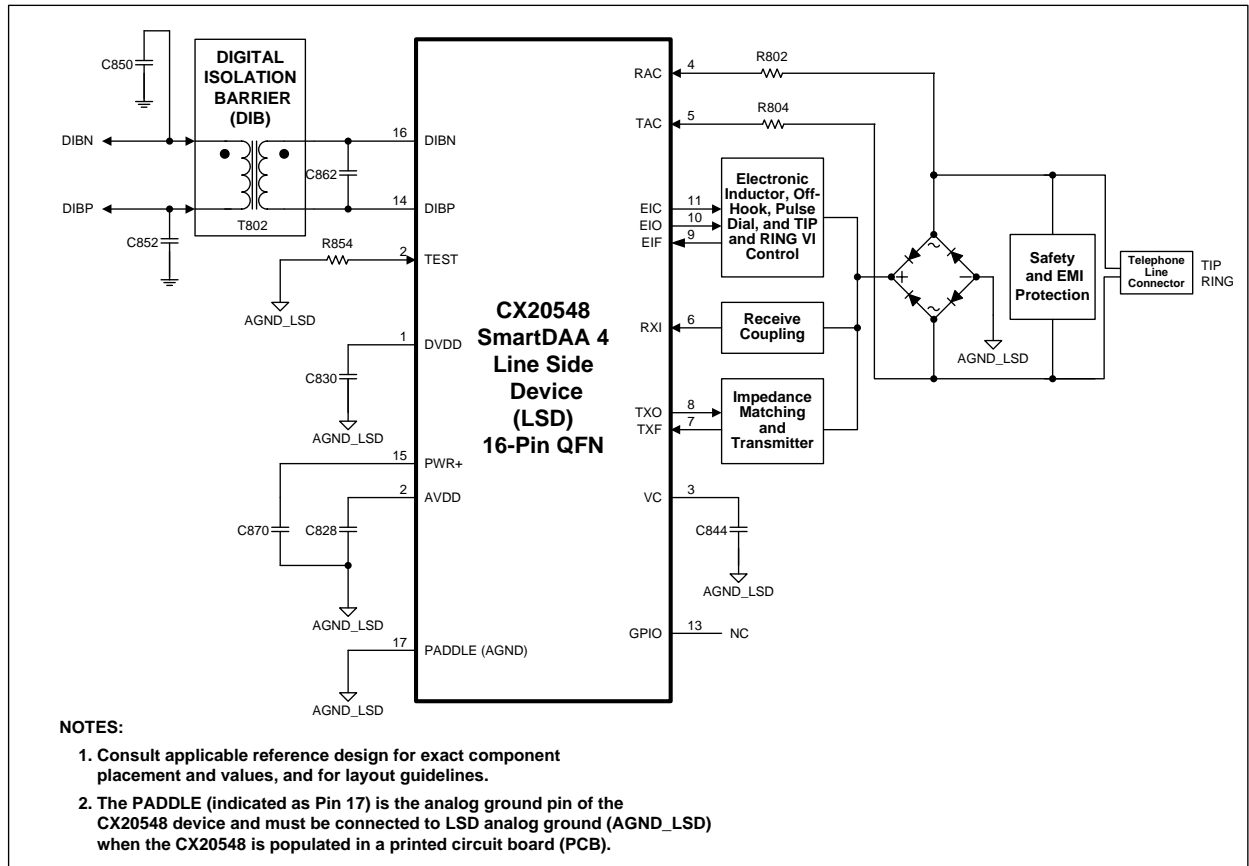 C850
DIGITAL
ISOLATION
BARRIER
(DIB)
DIBN
DIBP
C852
T802
C862
16
DIBN
14
DIBP
R854
2
TEST
AGND_LSD
1
DVDD
C830
AGND_LSD
15
PWR+
2
AVDD
C870
C828
AGND_LSD
17
PADDLE (AGND)
AGND_LSD
CX20548
SmartDAA 4
Line Side
Device
(LSD)
16-Pin QFN
RAC
4
R802
TAC
5
R804
EIC
11
EIO
10
EIF
9
Electronic
Inductor, Off-
Hook, Pulse
Dial, and TIP
and RING VI
Control
RXI
6
Receive
Coupling
TXO
8
TXF
7
Impedance
Matching
and
Transmitter
VC
3
C844
AGND_LSD
GPIO
13
NC
~
+
−
~
AGND_LSD
Safety
and EMI
Protection
Telephone
Line
Connector
TIP
RING
NOTES:
1. Consult applicable reference design for exact component
placement and values, and for layout guidelines.
2. The PADDLE (indicated as Pin 17) is the analog ground pin of the
CX20548 device and must be connected to LSD analog ground (AGND_LSD)
when the CX20548 is populated in a printed circuit board (PCB).